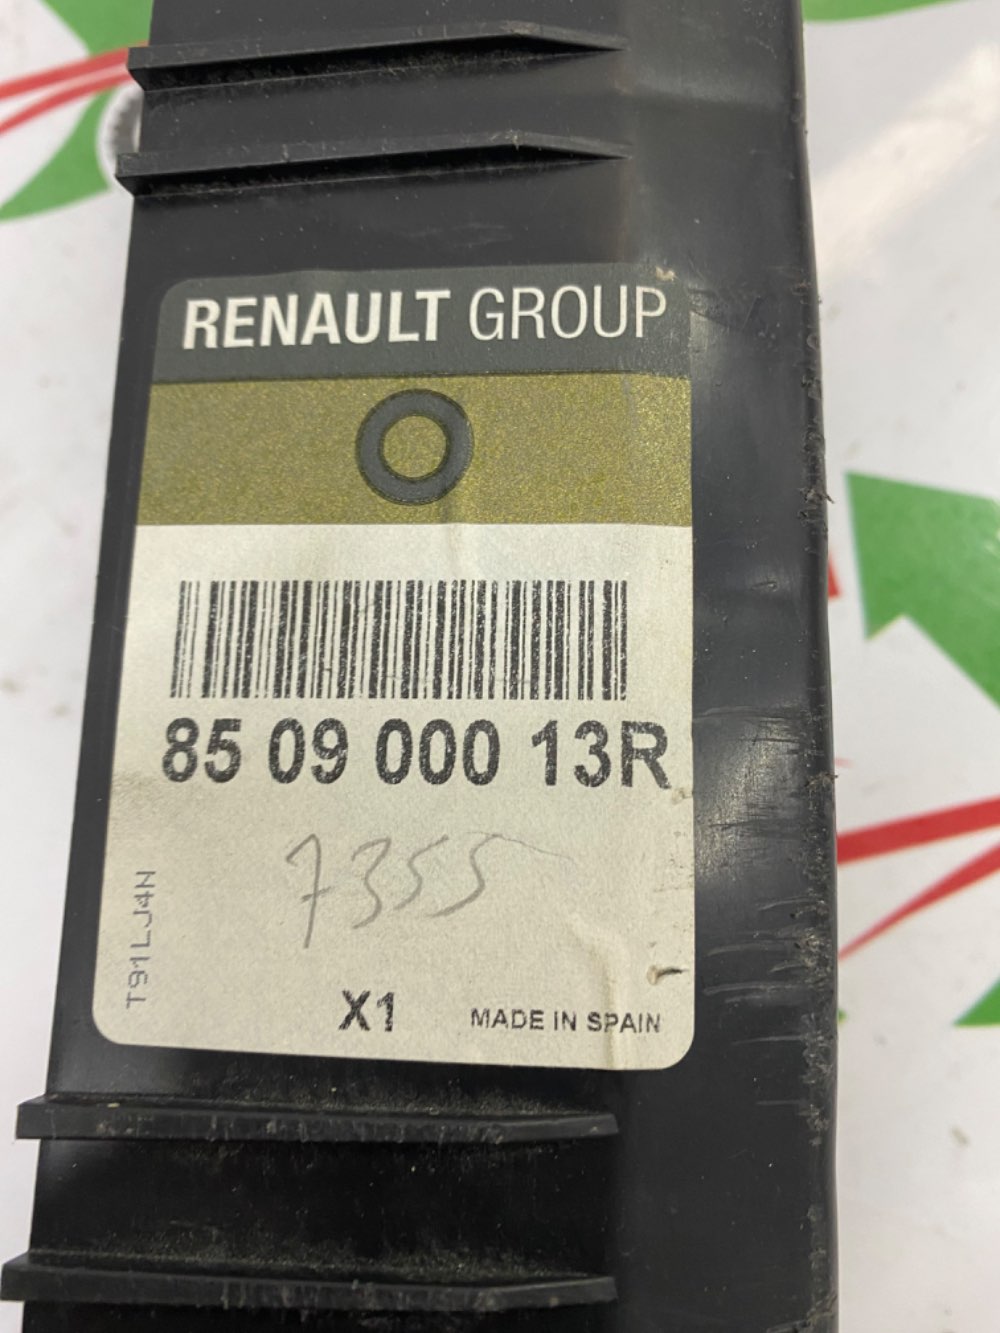 RENAULT GROUP
85 09 000 13R
7355
T91LJ4N
X1
MADE IN SPAIN